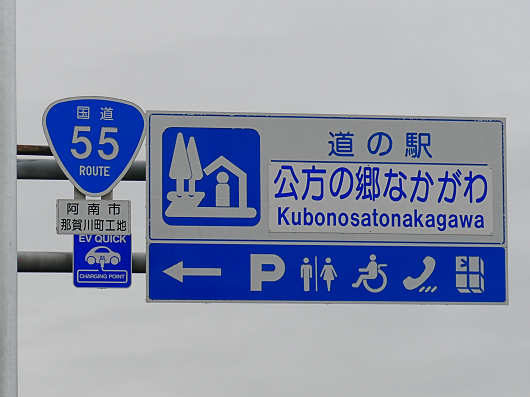 国道
55
ROUTE
阿南市
那賀川町工地
EV QUICK
CHARGING POINT
道の駅
公方の郷なかがわ
Kubonosatonakagawa
P